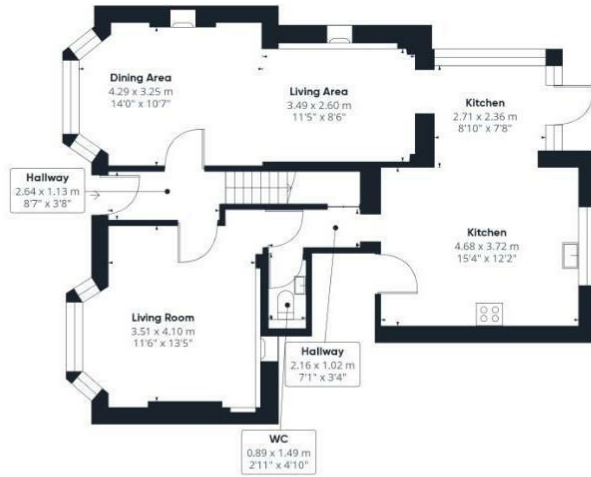 Dining Area
4.29 x 3.25 m
14'0" x 10'7"
Living Area
3.49 x 2.60 m
11'5" x 8'6"
Kitchen
2.71 x 2.36 m
8'10" x 7'8"
Hallway
2.64 x 1.13 m
8'7" x 3'8"
Kitchen
4.68 x 3.72 m
15'4" x 12'2"
Living Room
3.51 x 4.10 m
11'6" x 13'5"
Hallway
2.16 x 1.02 m
7'1" x 3'4"
WC
0.89 x 1.49 m
2'11" x 4'10"